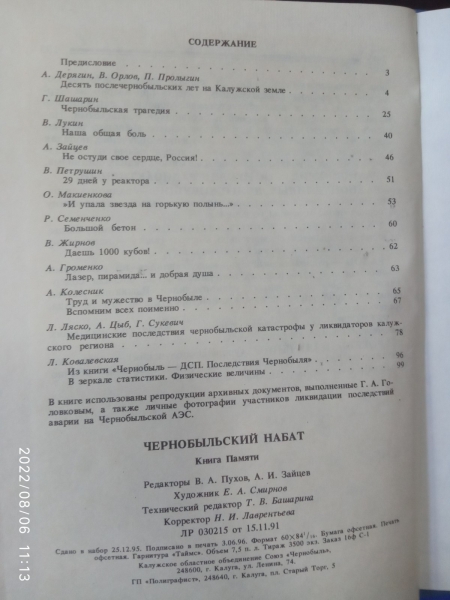 СОДЕРЖАНИЕ
Предисловие . . . . . . . . . . 3
А. Дерягин, В. Орлов, П. Пролыгин
Десять послечернобыльских лет на Калужской земле . . . . 4
Г. Шашарин
Чернобыльская трагедия . . . . . . . . . . 25
В. Лукин
Наша общая боль . . . . . . . . . . 40
А. Зайцев
Не остуди свое сердце, Россия! . . . . . . . . . . 46
В. Петрушин
29 дней у реактора . . . . . . . . . . 51
О. Макиенкова
«И упала звезда на горькую полынь...» . . . . . . . . . . 53
Р. Семенченко
Большой бетон . . . . . . . . . . 60
В. Жирнов
Даешь 1000 кубов! . . . . . . . . . . 62
А. Громенко
Лазер, пирамида... и добрая душа . . . . . . . . . . 63
А. Колесник
Труд и мужество в Чернобыле . . . . . . . . . . 65
Вспомним всех поименно . . . . . . . . . . 67
Л. Ляско, А. Цыб, Г. Сукевич
Медицинские последствия чернобыльской катастрофы у ликвидаторов калуж-
ского региона . . . . . . . . . . 78
Л. Ковалевская
Из книги «Чернобыль — ДСП. Последствия Чернобыля» . . . . 96
В зеркале статистики. Физические величины . . . . 99
В книге использованы репродукции архивных документов, выполненные Г. А. Го-
ловковым, а также личные фотографии участников ликвидации последствий
аварии на Чернобыльской АЭС.
ЧЕРНОБЫЛЬСКИЙ НАБАТ
Книга Памяти
Редакторы В. А. Пухов, А. И. Зайцев
Художник Е. А. Смирнов
Технический редактор Т. В. Башарина
Корректор Н. И. Лаврентьева
ЛР 030215 от 15.11.91
Сдано в набор 25.12.95. Подписано в печать 3.06.96. Формат 60×84¹/₁₆. Бумага офсетная. Печать
офсетная. Гарнитура «Таймс». Объем 7,5 п. л. Тираж 3500 экз. Заказ 16ф С-1
Калужское областное объединение Союз «Чернобыль»,
248600, г. Калуга, ул. Ленина, 74.
ГП «Полиграфист», 248640, г. Калуга, пл. Старый Торг, 5
2022/08/06 11:13